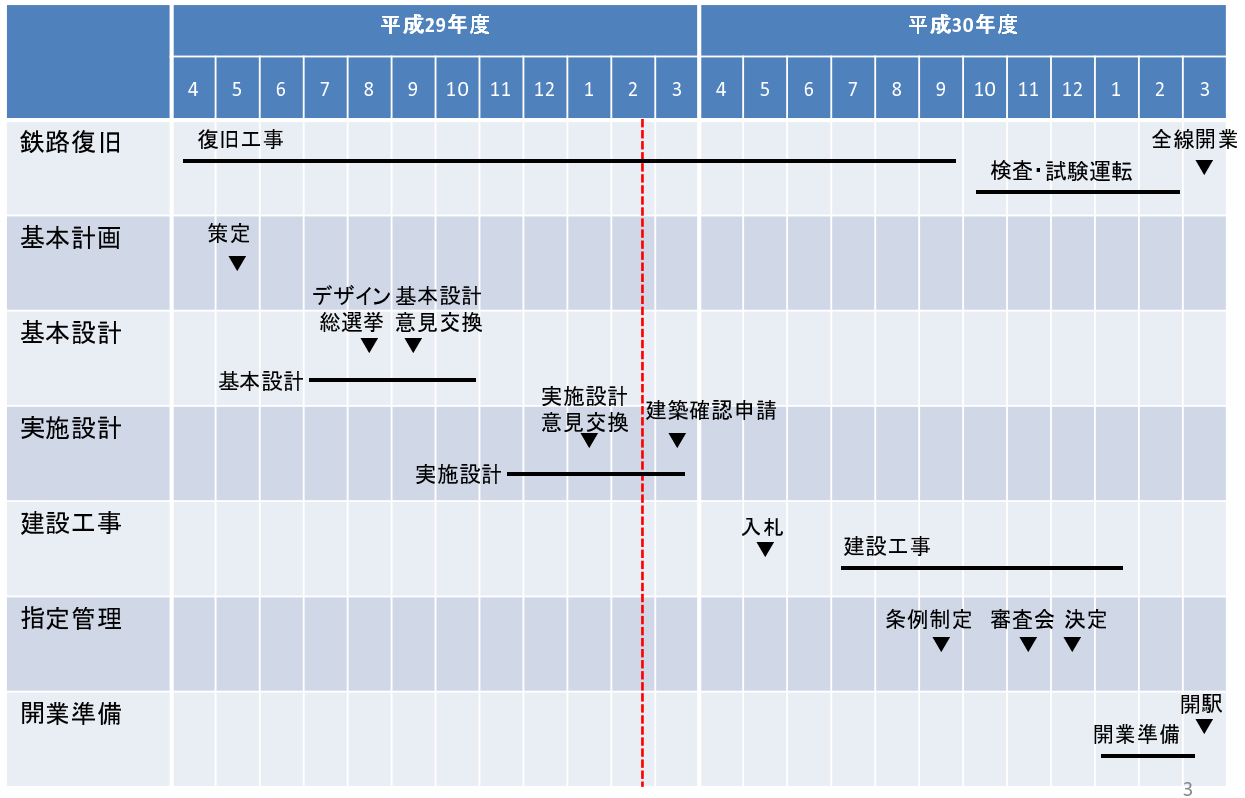 平成29年度 平成30年度
4 5 6 7 8 9 10 11 12 1 2 3 4 5 6 7 8 9 10 11 12 1 2 3
鉄路復旧
復旧工事
検査・試験運転
全線開業
▼
基本計画
策定
▼
基本設計
デザイン
総選挙
▼
基本設計
意見交換
▼
基本設計
実施設計
実施設計
意見交換
▼
建築確認申請
▼
実施設計
建設工事
入札
▼
建設工事
指定管理
条例制定 審査会 決定
▼ ▼ ▼
開業準備
開業準備
開駅
▼
3